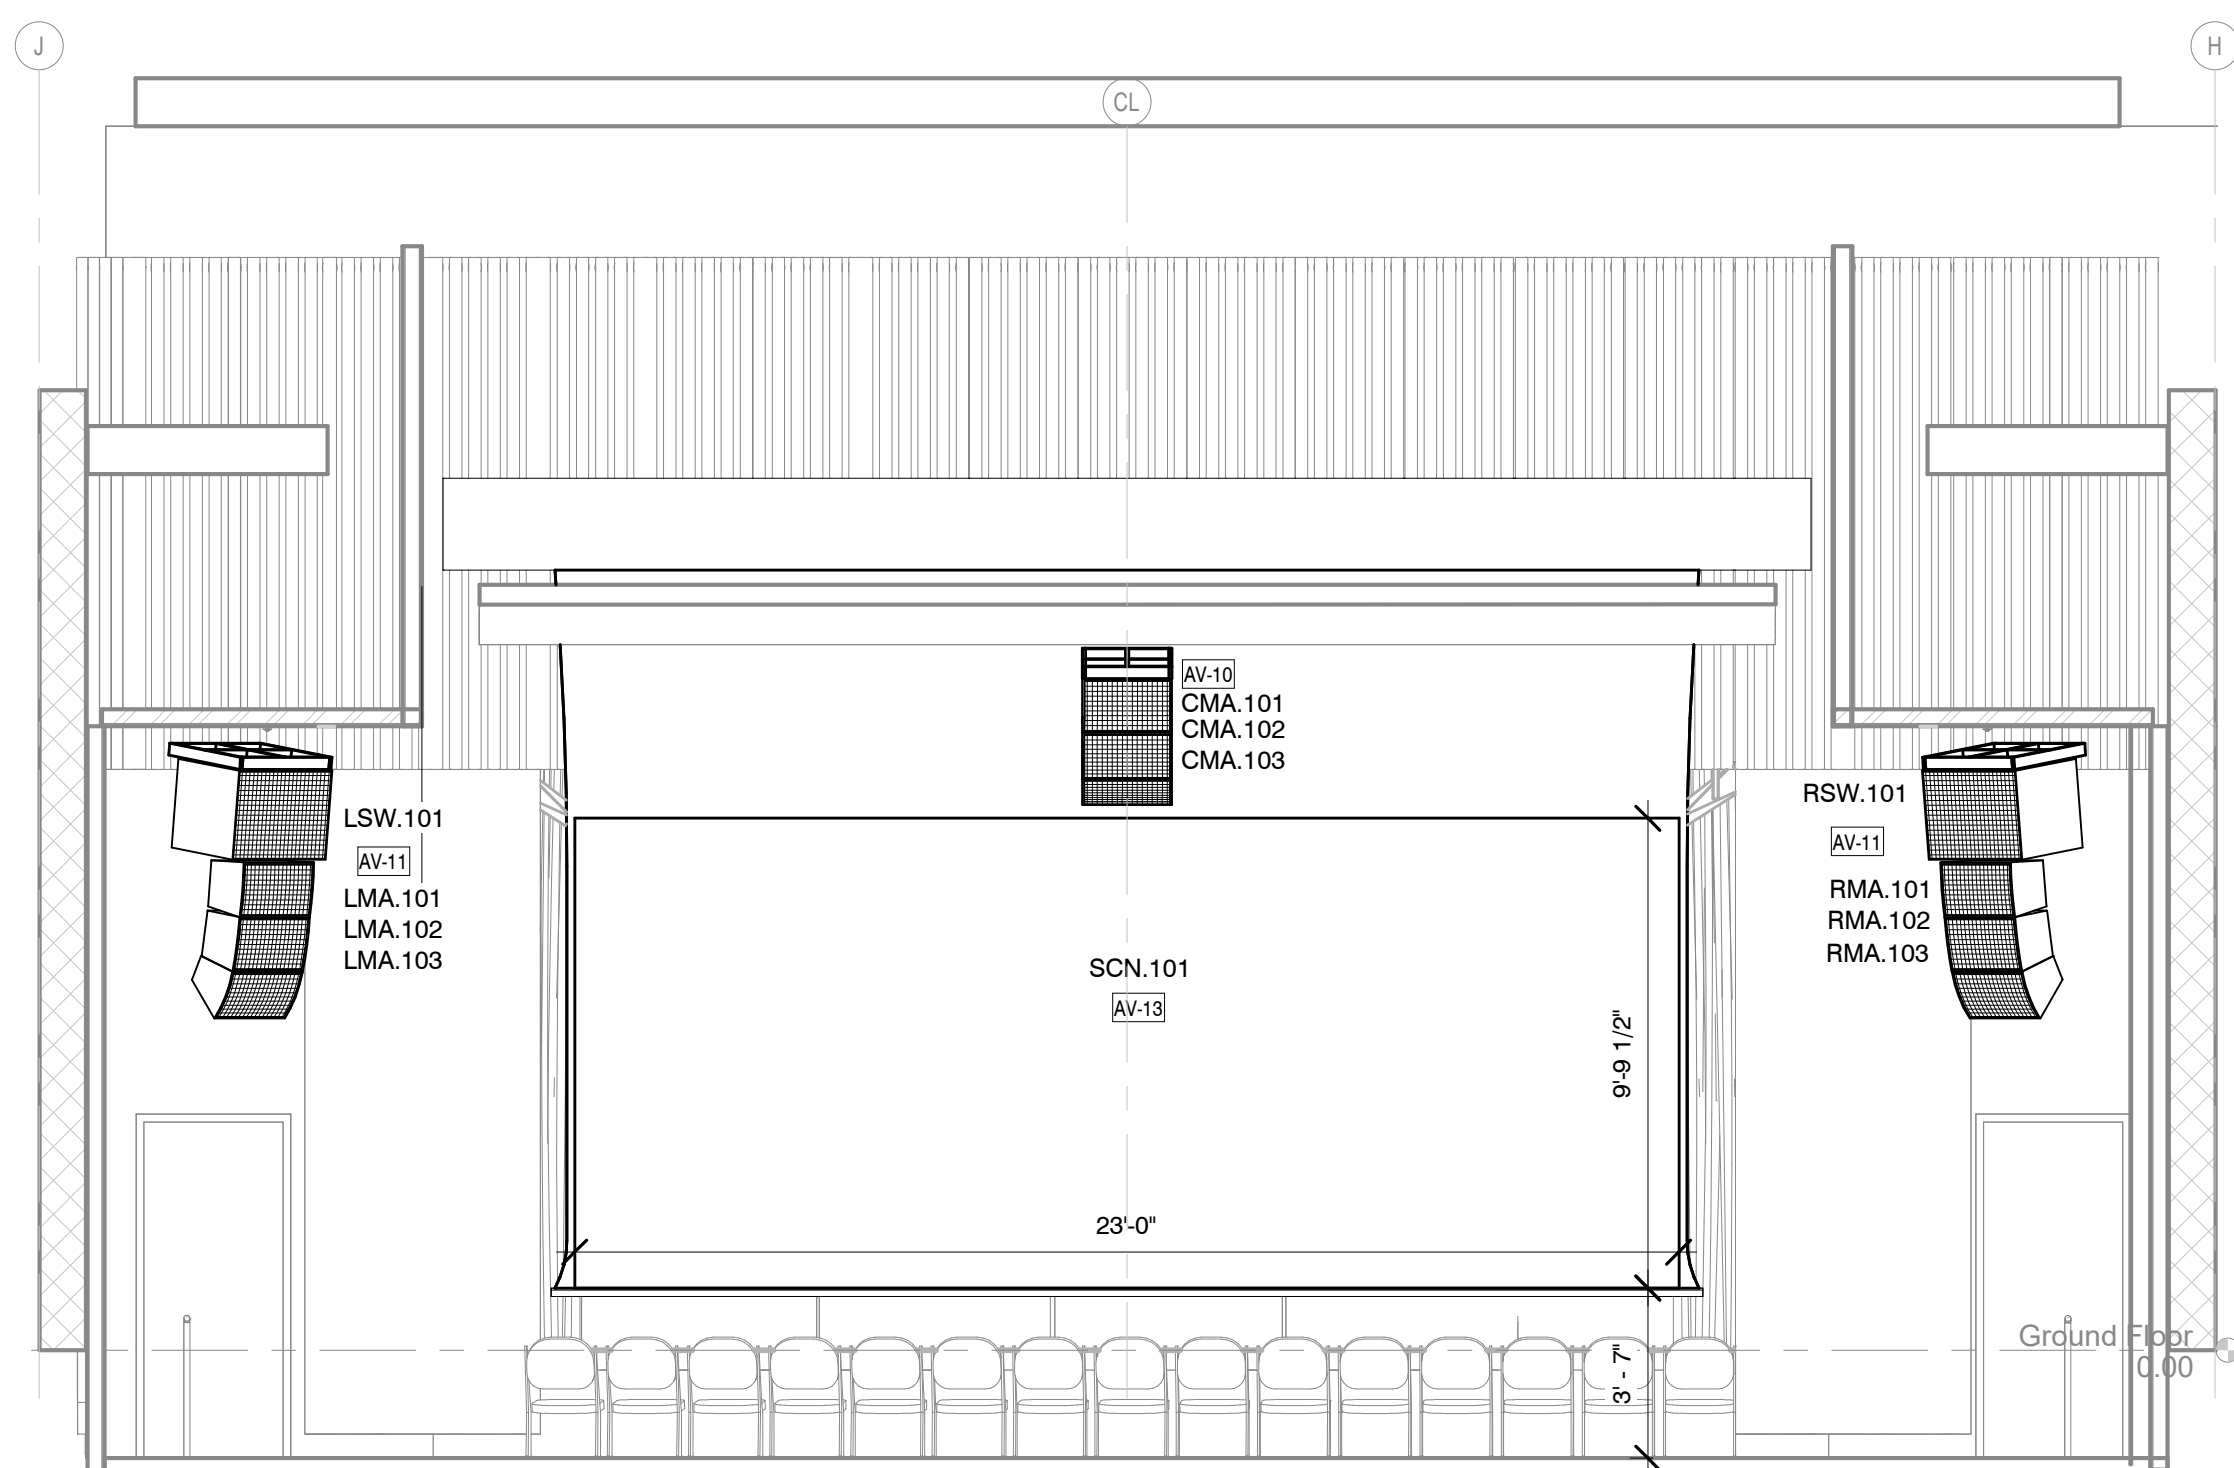 J
H
CL
AV-10
CMA.101
CMA.102
CMA.103
LSW.101
AV-11
LMA.101
LMA.102
LMA.103
RSW.101
AV-11
RMA.101
RMA.102
RMA.103
SCN.101
AV-13
9'-9 1/2"
23'-0"
3' - 7"
Ground Floor
0.00